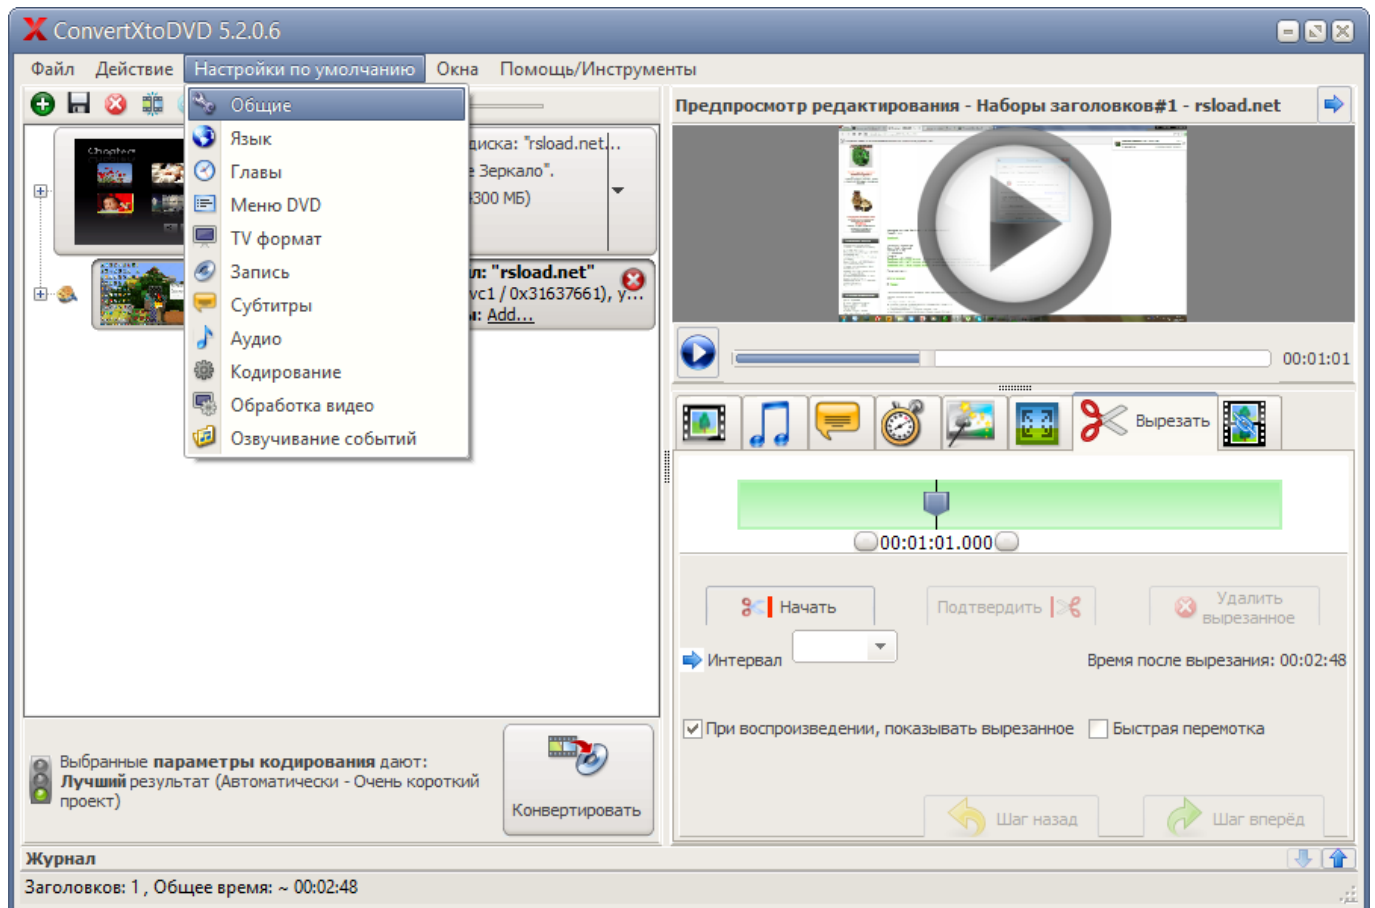 ConvertXtoDVD 5.2.0.6
Файл Действие Настройки по умолчанию Окна Помощь/Инструменты
Общие
Язык
Главы
Меню DVD
TV формат
Запись
Субтитры
Аудио
Кодирование
Обработка видео
Озвучивание событий
Chapters
диска: "rsload.net...
е Зеркало".
4300 МБ)
л: "rsload.net"
vc1 / 0x31637661), у...
ы: Add...
Предпросмотр редактирования - Наборы заголовков#1 - rsload.net
00:01:01
Вырезать
00:01:01.000
Начать
Подтвердить
Удалить
вырезанное
Интервал
Время после вырезания: 00:02:48
При воспроизведении, показывать вырезанное
Быстрая перемотка
Шаг назад
Шаг вперёд
Выбранные параметры кодирования дают:
Лучший результат (Автоматически - Очень короткий
проект)
Конвертировать
Журнал
Заголовков: 1 , Общее время: ~ 00:02:48